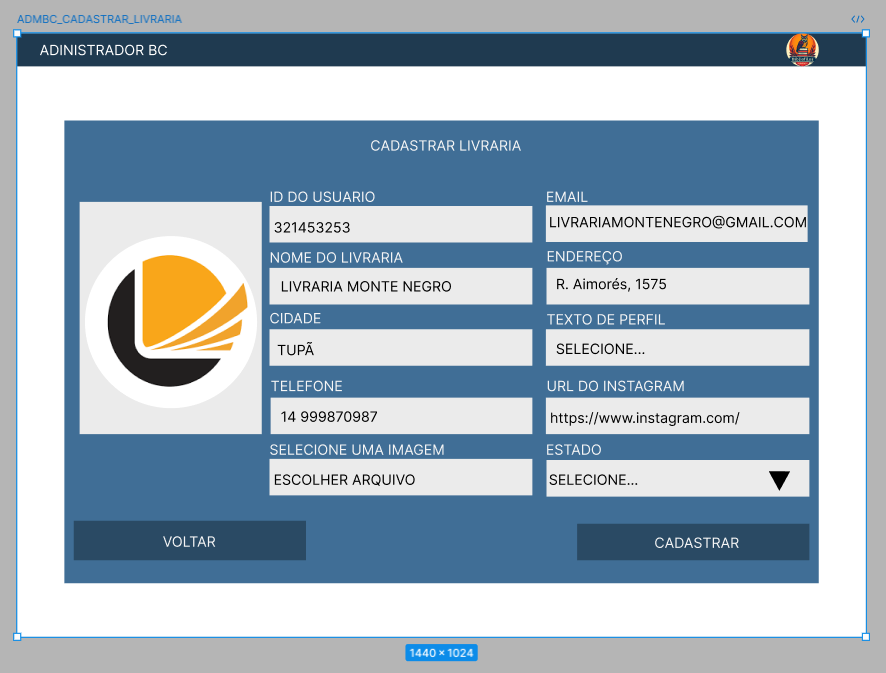 ADMBC_CADASTRAR_LIVRARIA
ADINISTRADOR BC
CADASTRAR LIVRARIA
ID DO USUARIO
321453253
EMAIL
LIVRARIAMONTENEGRO@GMAIL.COM
NOME DO LIVRARIA
LIVRARIA MONTE NEGRO
ENDEREÇO
R. Aimorés, 1575
CIDADE
TUPÃ
TEXTO DE PERFIL
SELECIONE...
TELEFONE
14 999870987
URL DO INSTAGRAM
https://www.instagram.com/
SELECIONE UMA IMAGEM
ESCOLHER ARQUIVO
ESTADO
SELECIONE...
VOLTAR
CADASTRAR
1440 × 1024